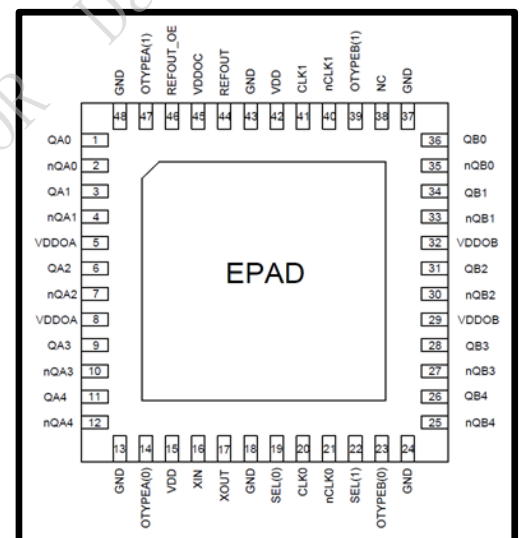 GND
OTYPEA(1)
REFOUT_OE
VDDOC
REFOUT
GND
VDD
CLK1
nCLK1
OTYPEB(1)
NC
GND
48 47 46 45 44 43 42 41 40 39 38 37
QA0 1
nQA0 2
QA1 3
nQA1 4
VDDOA 5
QA2 6
nQA2 7
VDDOA 8
QA3 9
nQA3 10
QA4 11
nQA4 12
EPAD
36 QB0
35 nQB0
34 QB1
33 nQB1
32 VDDOB
31 QB2
30 nQB2
29 VDDOB
28 QB3
27 nQB3
26 QB4
25 nQB4
13 14 15 16 17 18 19 20 21 22 23 24
GND
OTYPEA(0)
VDD
XIN
XOUT
GND
SEL(0)
CLK0
nCLK0
SEL(1)
OTYPEB(0)
GND